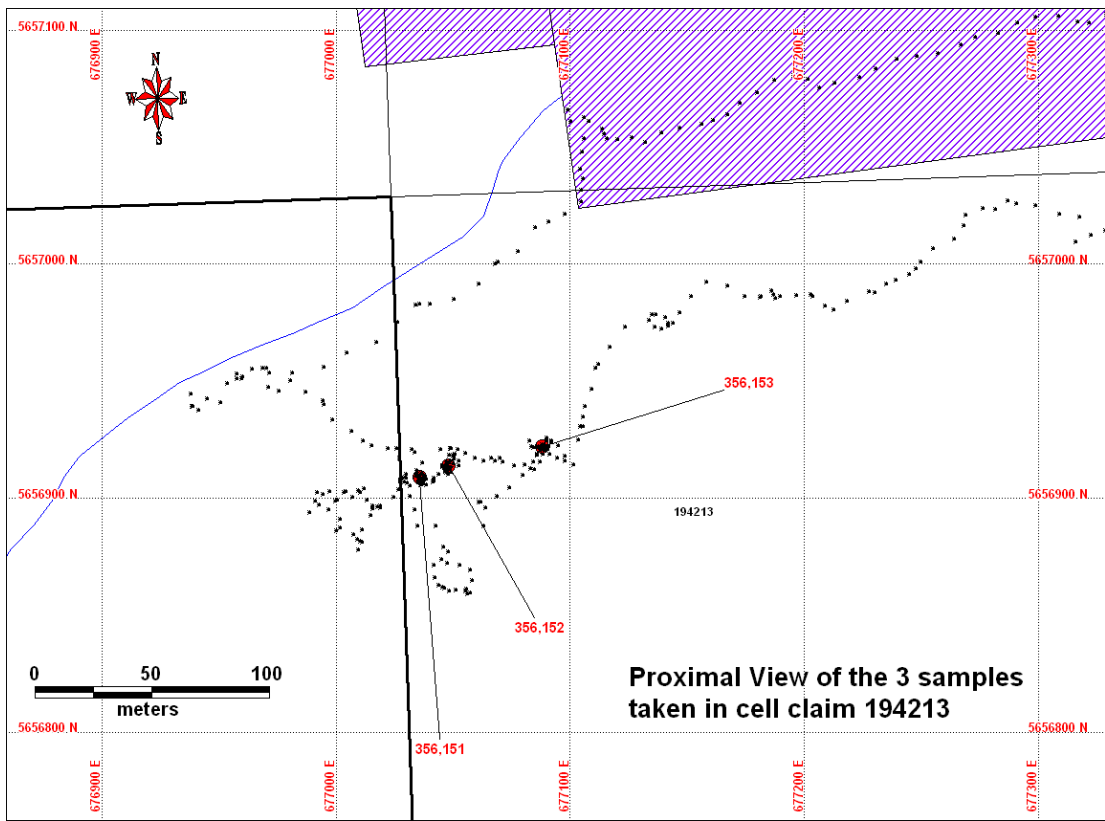 5657100 N
676900 E
677000 E
677100 E
677200 E
677300 E
5657100 N
N
W E
S
5657000 N
5657000 N
356,153
5656900 N
5656900 N
194213
356,152
0 50 100
meters
Proximal View of the 3 samples
taken in cell claim 194213
356,151
5656800 N
5656800 N
676900 E
677000 E
677100 E
677200 E
677300 E